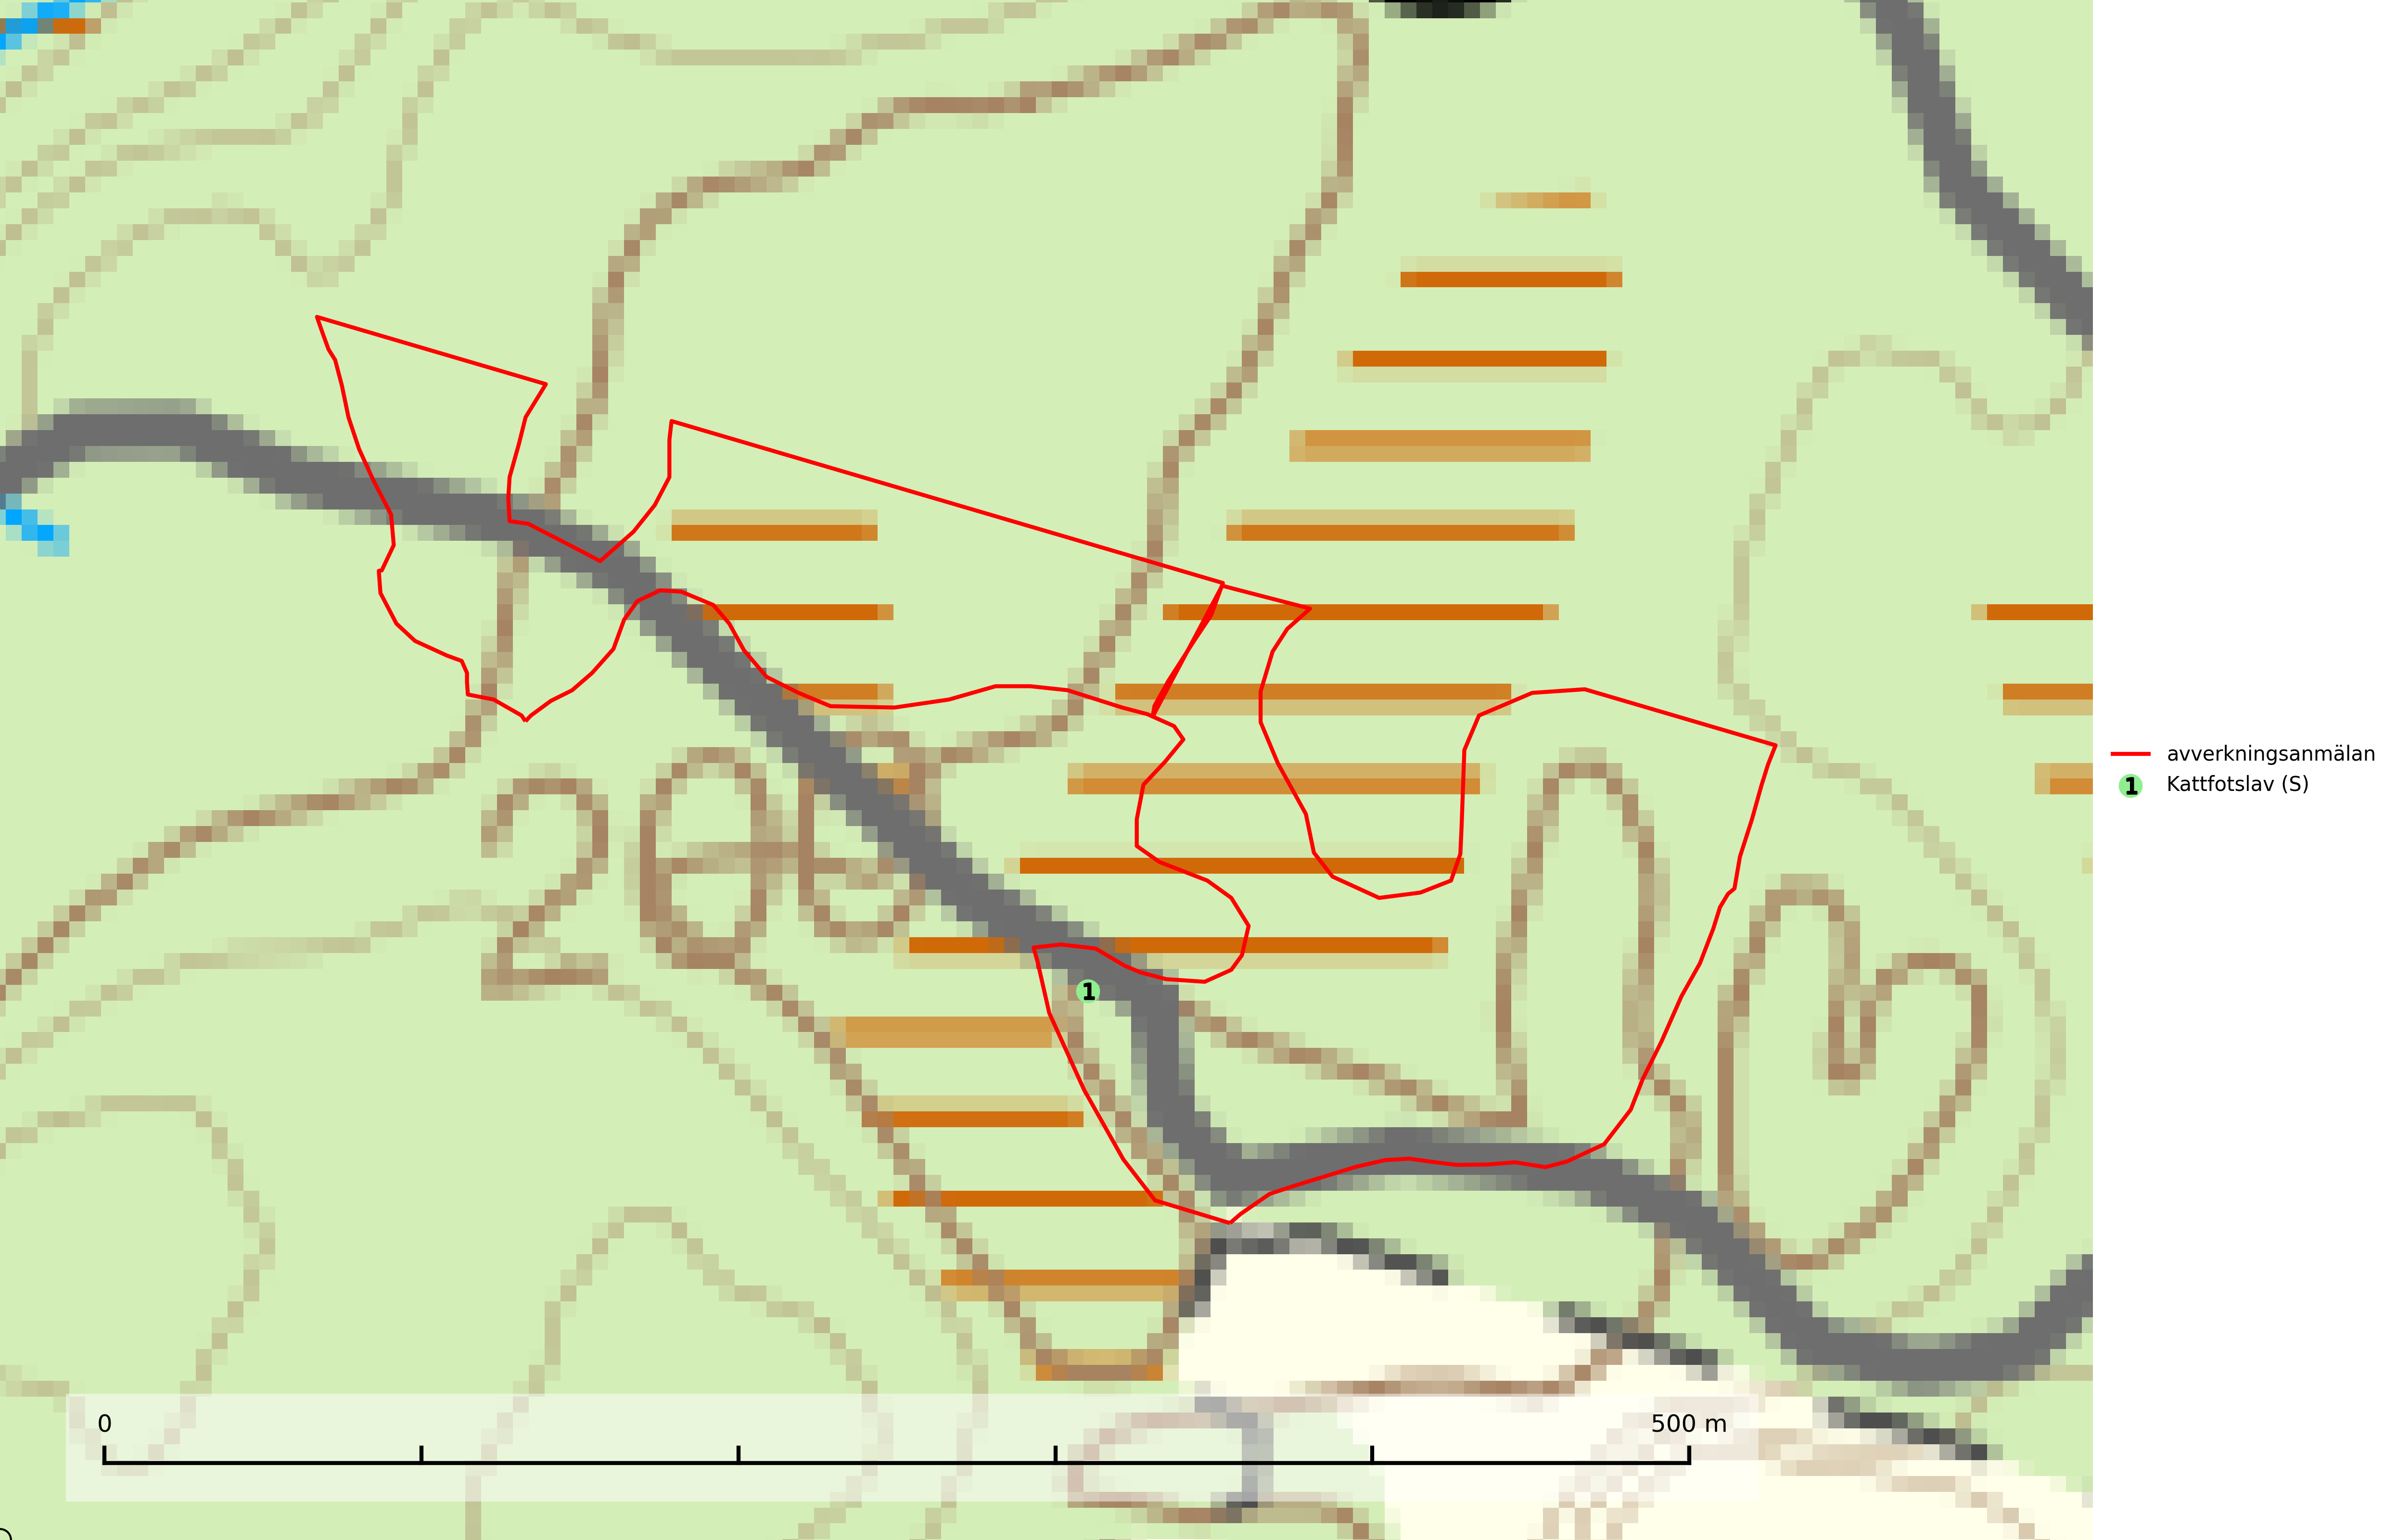 1
0
500 m
avverkningsanmälan
1 Kattfotslav (S)